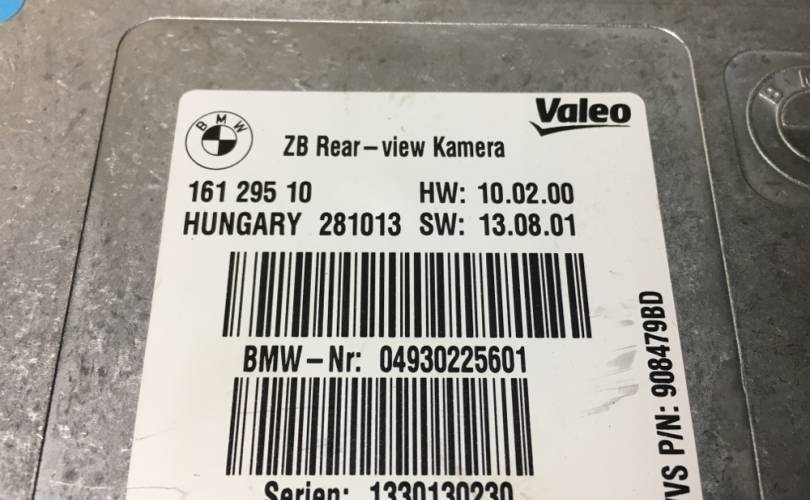 BMW
Valeo
ZB Rear-view Kamera
161 295 10 HW: 10.02.00
HUNGARY 281013 SW: 13.08.01
BMW-Nr: 04930225601
Serien: 1330130230
VVS P/N: 908479BD